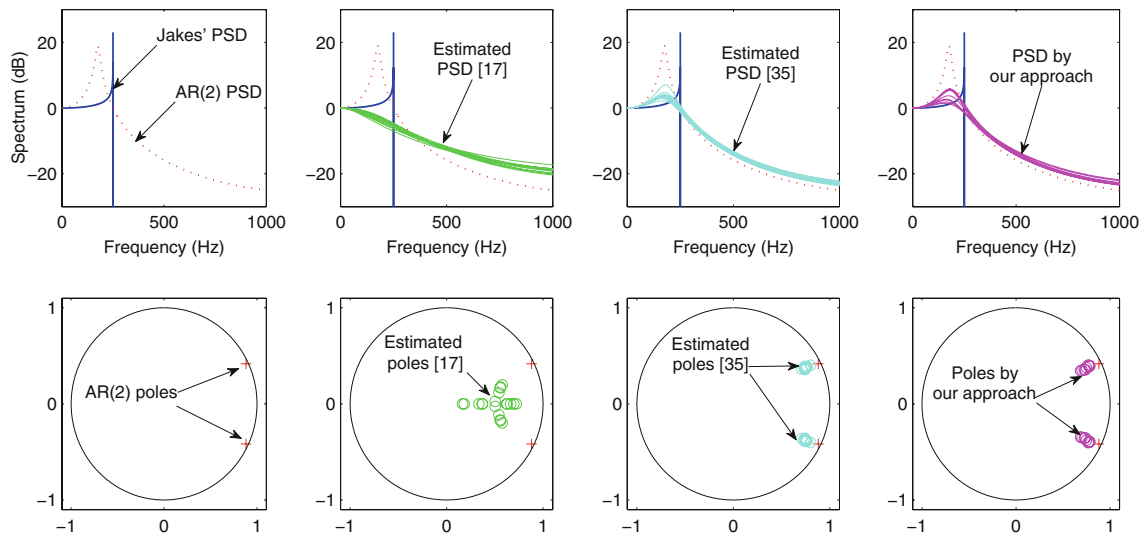 Spectrum (dB)
20
0
−20
Jakes' PSD
AR(2) PSD
0
500
1000
Frequency (Hz)
20
0
−20
Estimated
PSD [17]
0
500
1000
Frequency (Hz)
20
0
−20
Estimated
PSD [35]
0
500
1000
Frequency (Hz)
20
0
−20
PSD by
our approach
0
500
1000
Frequency (Hz)
1
0
−1
AR(2) poles
−1
0
1
1
0
−1
Estimated
poles [17]
−1
0
1
1
0
−1
Estimated
poles [35]
−1
0
1
1
0
−1
Poles by
our approach
−1
0
1